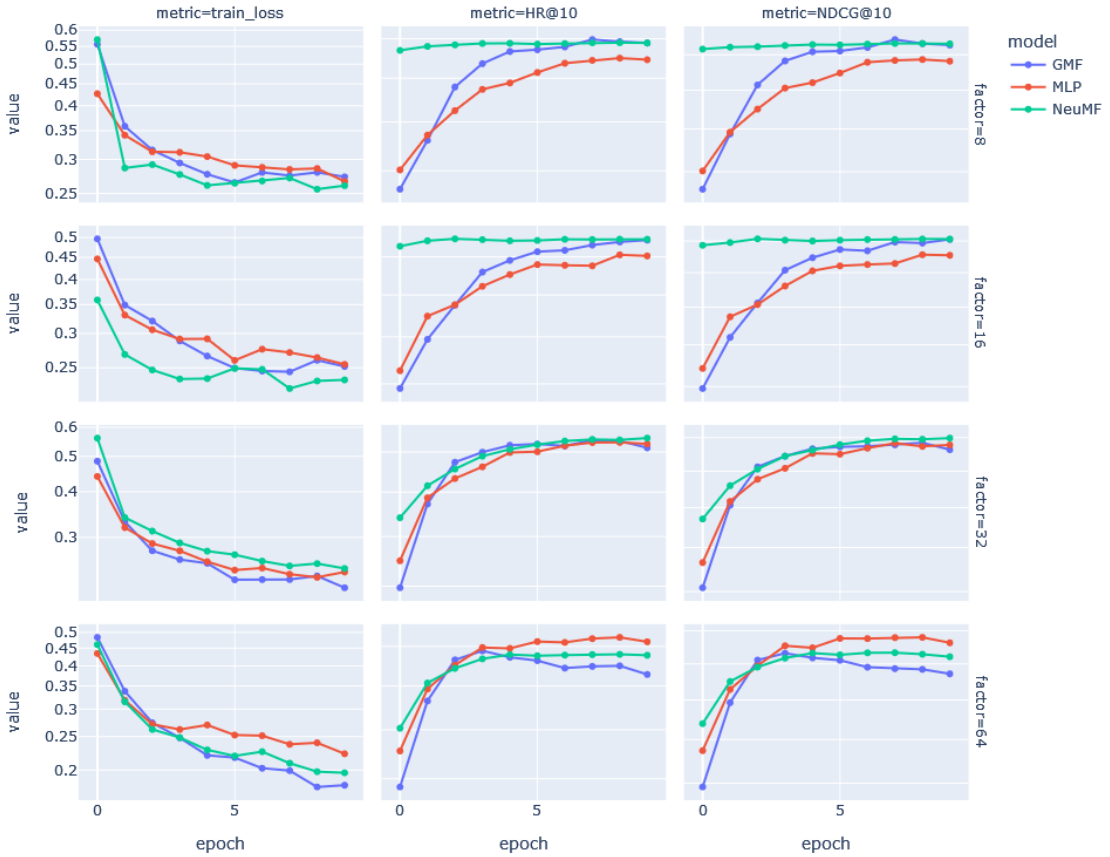 metric=train_loss
metric=HR@10
metric=NDCG@10
model
GMF
MLP
NeuMF
0.6
0.55
0.5
0.45
0.4
0.35
0.3
0.25
value
factor=8
0.5
0.45
0.4
0.35
0.3
0.25
value
factor=16
0.6
0.5
0.4
0.3
value
factor=32
0.5
0.45
0.4
0.35
0.3
0.25
0.2
value
factor=64
0
5
0
5
0
5
epoch
epoch
epoch